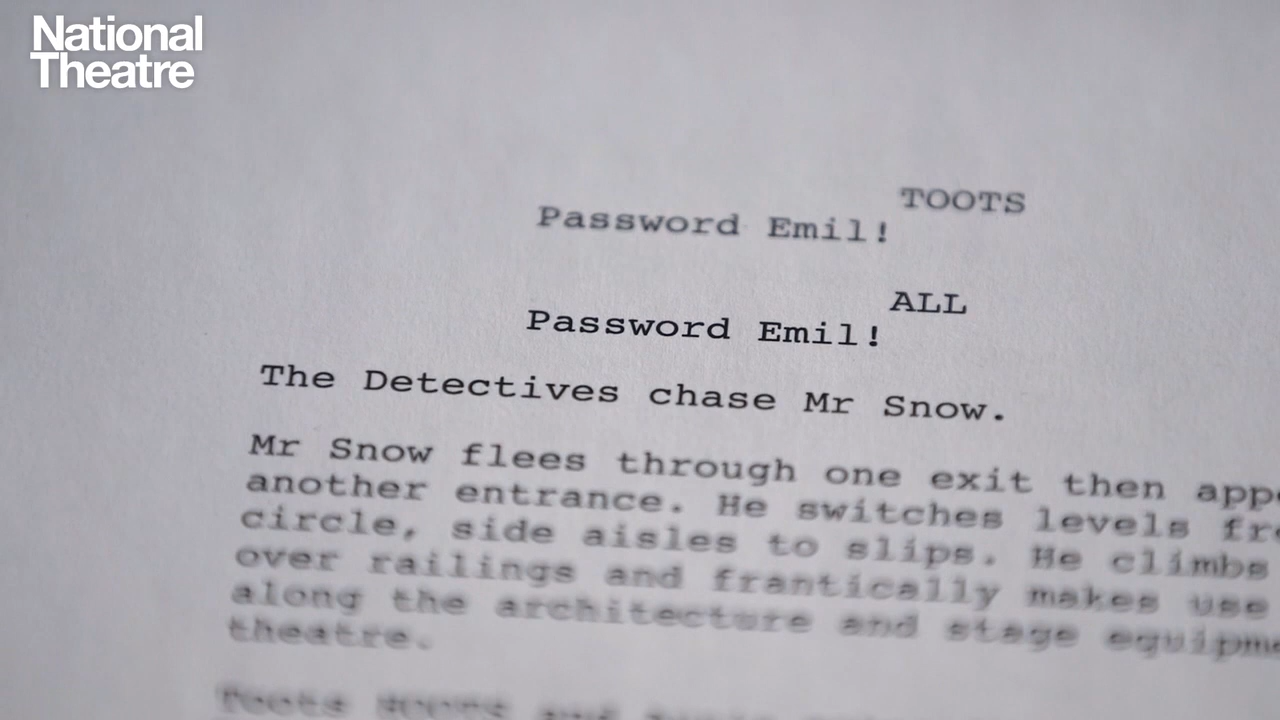 National
Theatre
TOOTS
Password Emil!
ALL
Password Emil!
The Detectives chase Mr Snow.
Mr Snow flees through one exit then
another entrance. He switches levels
circle, side aisles to slips. He climbs
over railings and frantically makes use
along the architecture and stage
theatre.
Toots